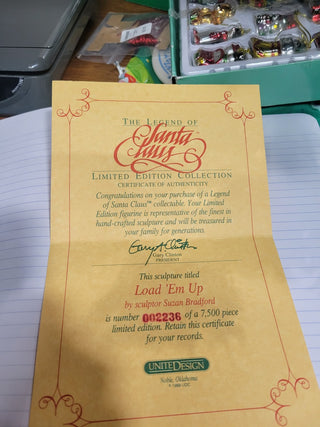 THE LEGEND OF
Santa
Claus
LIMITED EDITION COLLECTION
CERTIFICATE OF AUTHENTICITY
Congratulations on your purchase of a Legend
of Santa Claus™ collectable. Your Limited
Edition figurine is representative of the finest in
hand-crafted sculpture and will be treasured in
your family for generations.
Gary Clinton
PRESIDENT
This sculpture titled
Load 'Em Up
by sculptor Suzan Bradford
is number 002236 of a 7,500 piece
limited edition. Retain this certificate
for your records.
UNITEDESIGN
Noble, Oklahoma